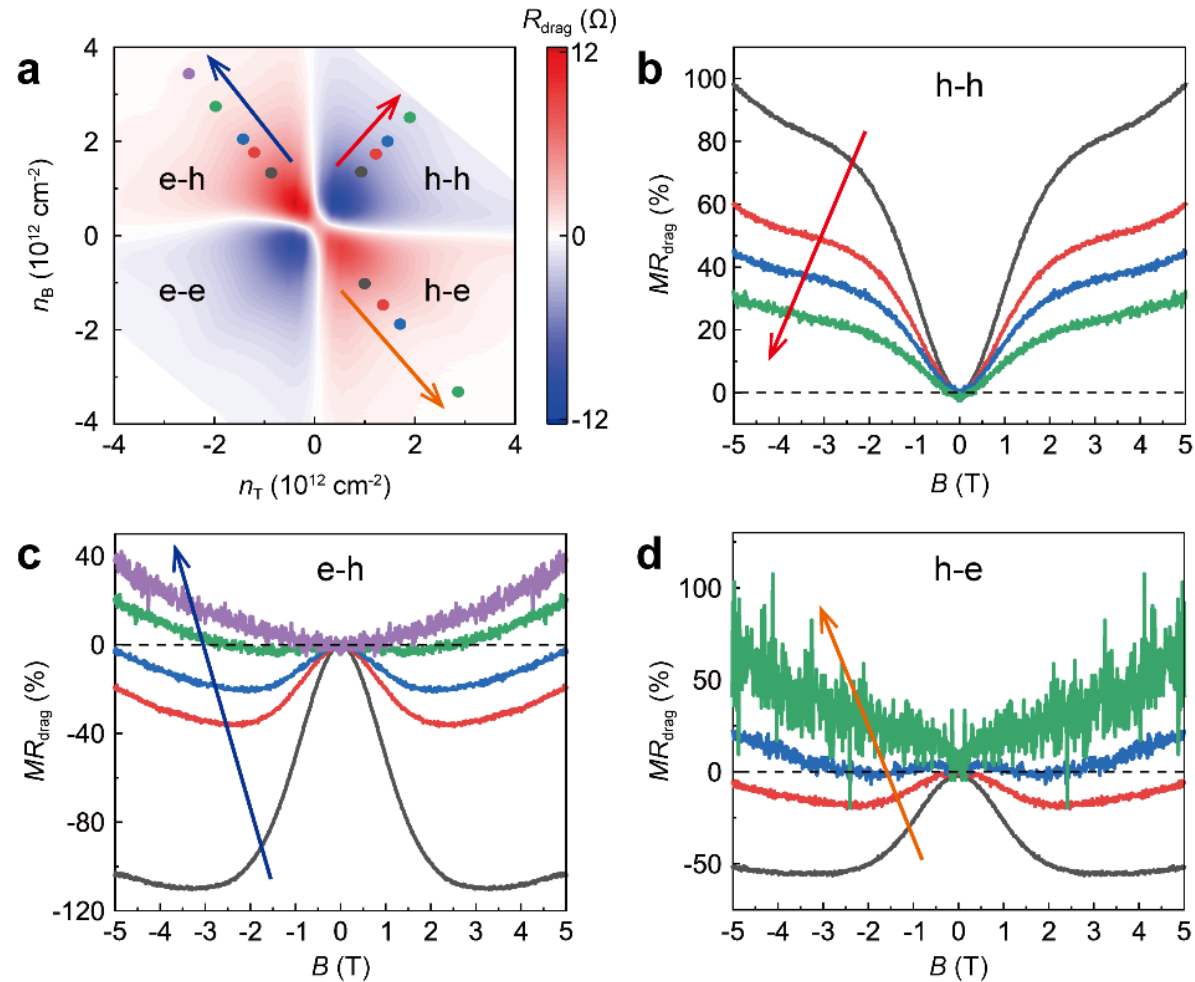 a
R_drag (Ω)
4
2
0
-2
-4
n_B (10^12 cm^-2)
e-h
h-h
e-e
h-e
-4 -2 0 2 4
n_T (10^12 cm^-2)
12
0
-12
b
h-h
100
80
60
40
20
0
MR_drag (%)
-5 -4 -3 -2 -1 0 1 2 3 4 5
B (T)
c
e-h
40
0
-40
-80
-120
MR_drag (%)
-5 -4 -3 -2 -1 0 1 2 3 4 5
B (T)
d
h-e
100
50
0
-50
MR_drag (%)
-5 -4 -3 -2 -1 0 1 2 3 4 5
B (T)